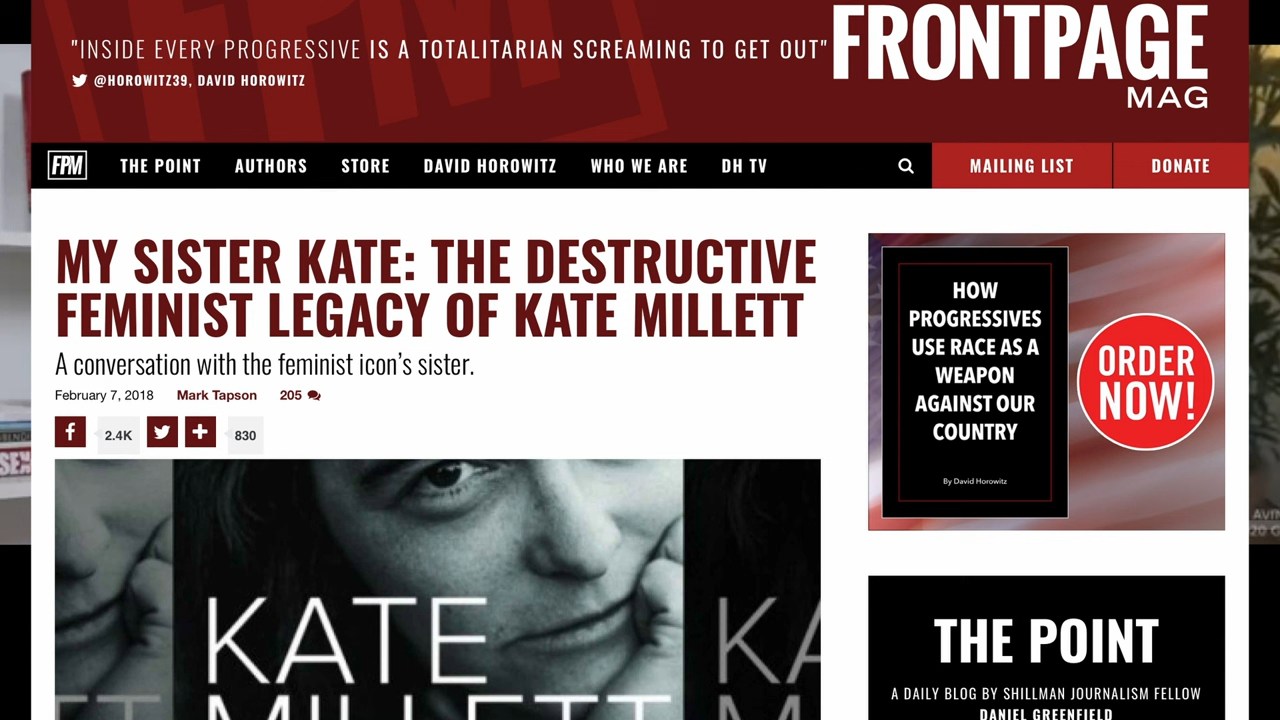 "INSIDE EVERY PROGRESSIVE IS A TOTALITARIAN SCREAMING TO GET OUT"
@HOROWITZ39, DAVID HOROWITZ
FRONTPAGE
MAG
FPM
THE POINT
AUTHORS
STORE
DAVID HOROWITZ
WHO WE ARE
DH TV
MAILING LIST
DONATE
MY SISTER KATE: THE DESTRUCTIVE
FEMINIST LEGACY OF KATE MILLETT
A conversation with the feminist icon's sister.
February 7, 2018
Mark Tapson
205
2.4K
830
KATE
MILLETT
HOW
PROGRESSIVES
USE RACE AS A
WEAPON
AGAINST OUR
COUNTRY
By David Horowitz
ORDER
NOW!
THE POINT
A DAILY BLOG BY SHILLMAN JOURNALISM FELLOW
DANIEL GREENFIELD